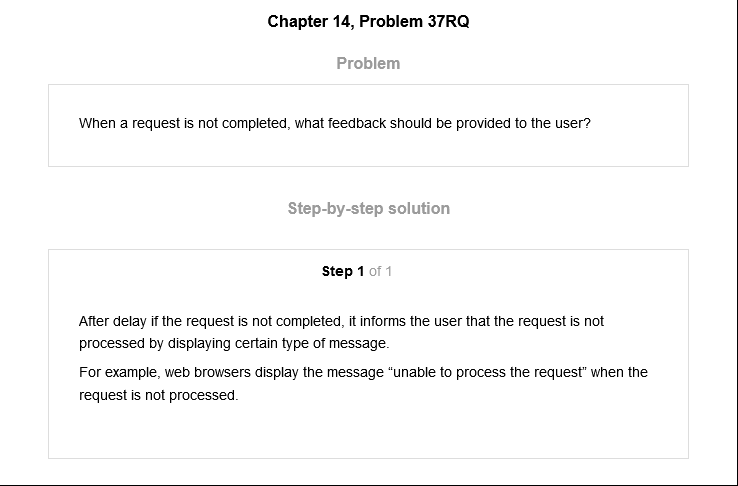 Chapter 14, Problem 37RQ
Problem
When a request is not completed, what feedback should be provided to the user?
Step-by-step solution
Step 1 of 1
After delay if the request is not completed, it informs the user that the request is not
processed by displaying certain type of message.
For example, web browsers display the message “unable to process the request” when the
request is not processed.